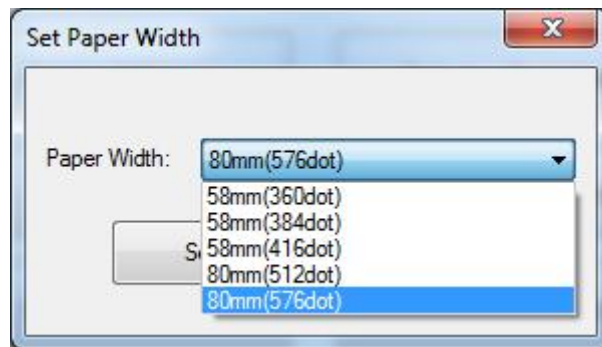 Set Paper Width
Paper Width:
80mm(576dot)
58mm(360dot)
58mm(384dot)
58mm(416dot)
80mm(512dot)
80mm(576dot)